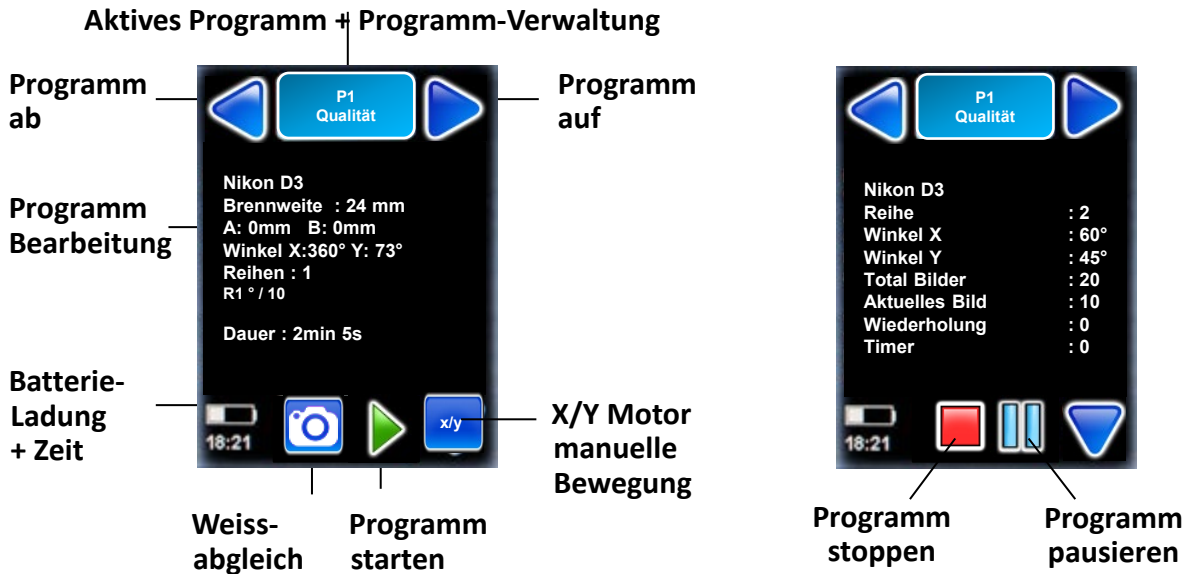 Aktives Programm + Programm-Verwaltung
Programm
ab
P1
Qualität
Programm
auf
Programm
Bearbeitung
Nikon D3
Brennweite : 24 mm
A: 0mm B: 0mm
Winkel X:360° Y: 73°
Reihen : 1
R1 ° / 10
Dauer : 2min 5s
Batterie-
Ladung
+ Zeit
18:21
x/y
X/Y Motor
manuelle
Bewegung
Weiss-
abgleich
Programm
starten
P1
Qualität
Nikon D3
Reihe : 2
Winkel X : 60°
Winkel Y : 45°
Total Bilder : 20
Aktuelles Bild : 10
Wiederholung : 0
Timer : 0
18:21
Programm
stoppen
Programm
pausieren